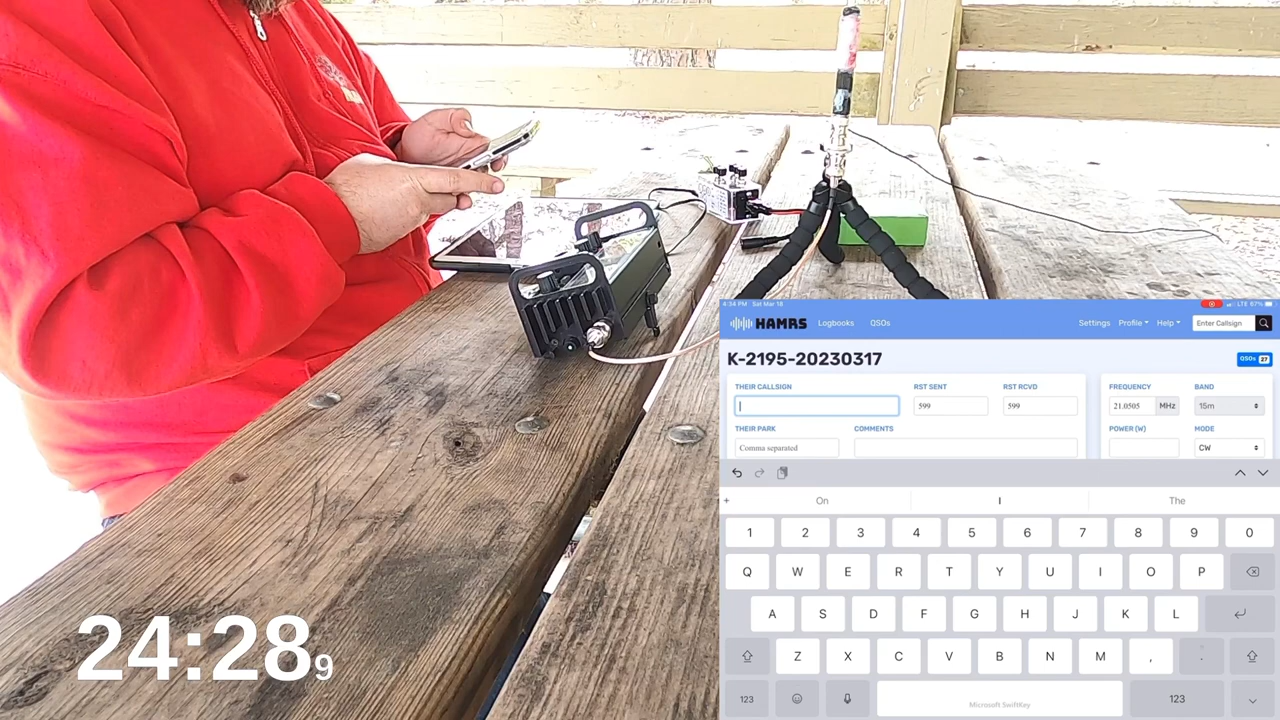 4:34 PM Sat Mar 18
LTE 67%
HAMRS Logbooks QSOs Settings Profile Help Enter Callsign
K-2195-20230317 QSOs 27
THEIR CALLSIGN RST SENT RST RCVD FREQUENCY BAND
599 599 21.0505 MHz 15m
THEIR PARK COMMENTS POWER (W) MODE
Comma separated CW
+ On I The
1 2 3 4 5 6 7 8 9 0
Q W E R T Y U I O P
A S D F G H J K L
Z X C V B N M , .
123 Microsoft SwiftKey 123
24:289